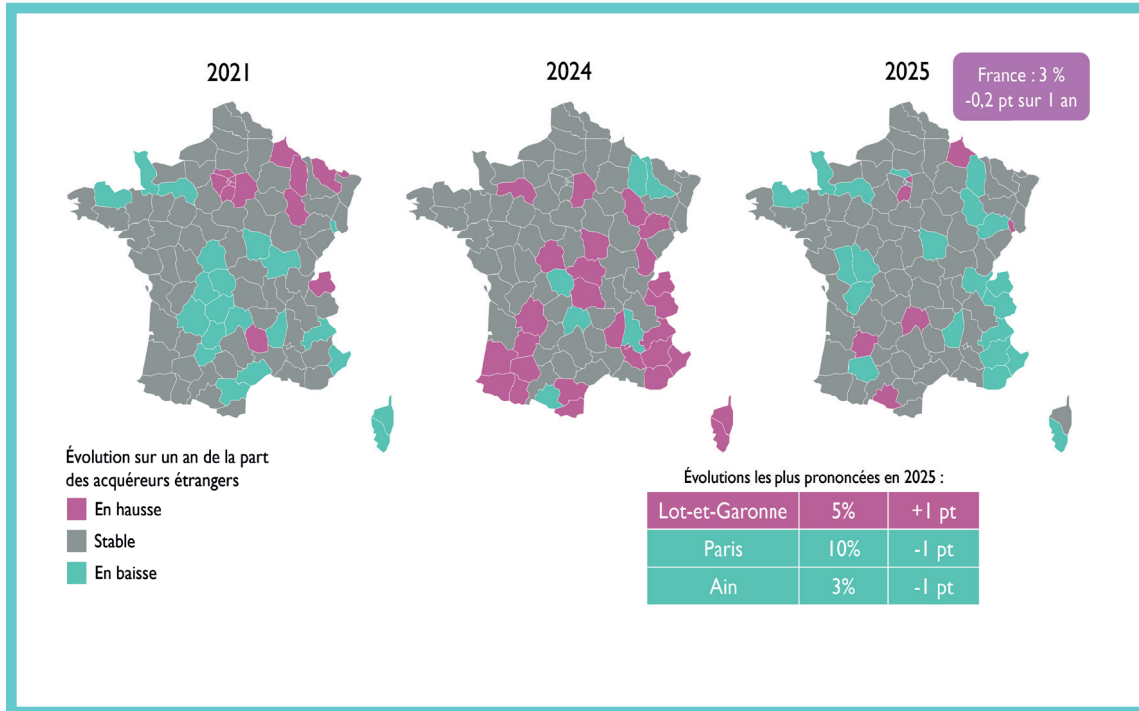 2021
2024
2025
France : 3 %
-0,2 pt sur 1 an
Évolution sur un an de la part
des acquéreurs étrangers
En hausse
Stable
En baisse
Évolutions les plus prononcées en 2025 :
Lot-et-Garonne 5% +1 pt
Paris 10% -1 pt
Ain 3% -1 pt